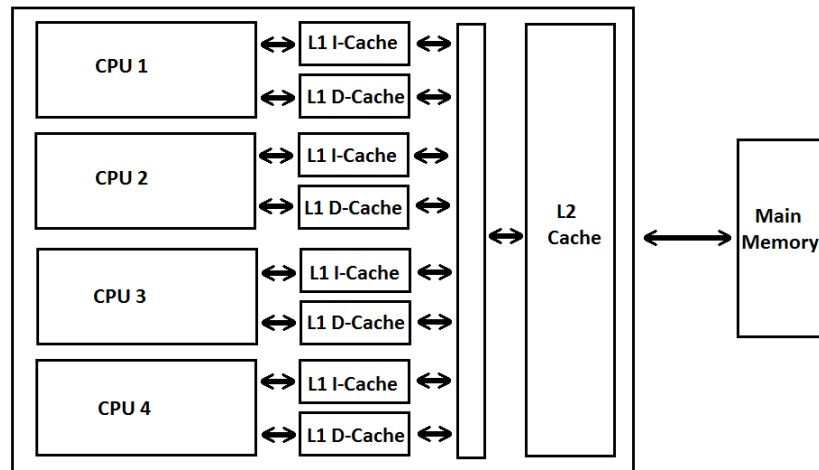 CPU 1
L1 I-Cache
L1 D-Cache
CPU 2
L1 I-Cache
L1 D-Cache
CPU 3
L1 I-Cache
L1 D-Cache
CPU 4
L1 I-Cache
L1 D-Cache
L2
Cache
Main
Memory